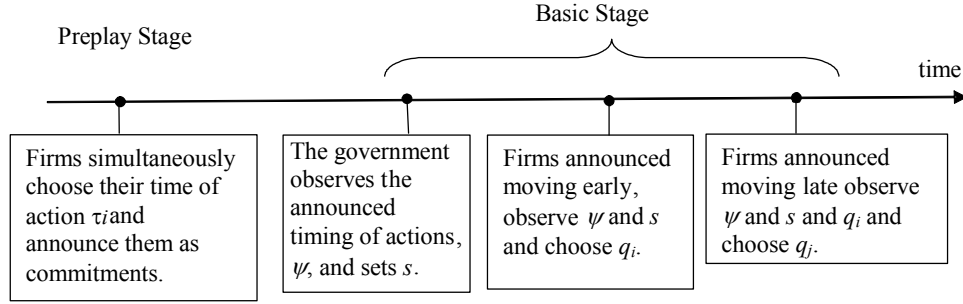 Basic Stage
Preplay Stage
time
Firms simultaneously
choose their time of
action τi and
announce them as
commitments.
The government
observes the
announced
timing of actions,
ψ, and sets s.
Firms announced
moving early,
observe ψ and s
and choose qi.
Firms announced
moving late observe
ψ and s and qi and
choose qj.